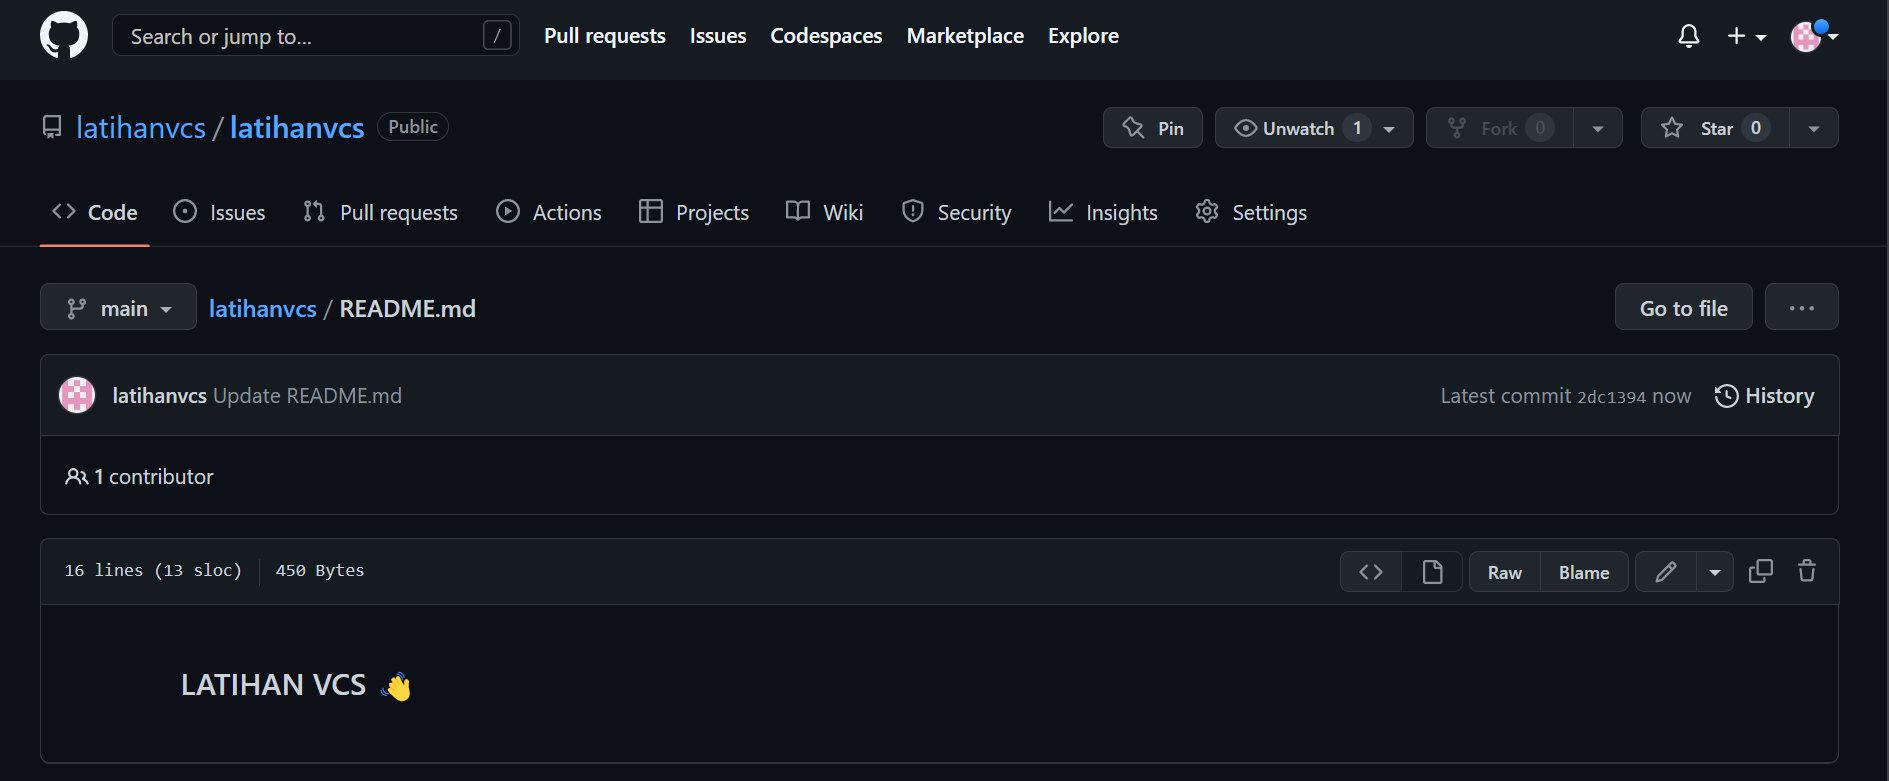 Search or jump to... / Pull requests Issues Codespaces Marketplace Explore
latihanvcs / latihanvcs Public Pin Unwatch 1 Fork 0 Star 0
Code Issues Pull requests Actions Projects Wiki Security Insights Settings
main latihanvcs / README.md Go to file ...
latihanvcs Update README.md Latest commit 2dc1394 now History
1 contributor
16 lines (13 sloc) 450 Bytes <> Raw Blame
LATIHAN VCS 👋